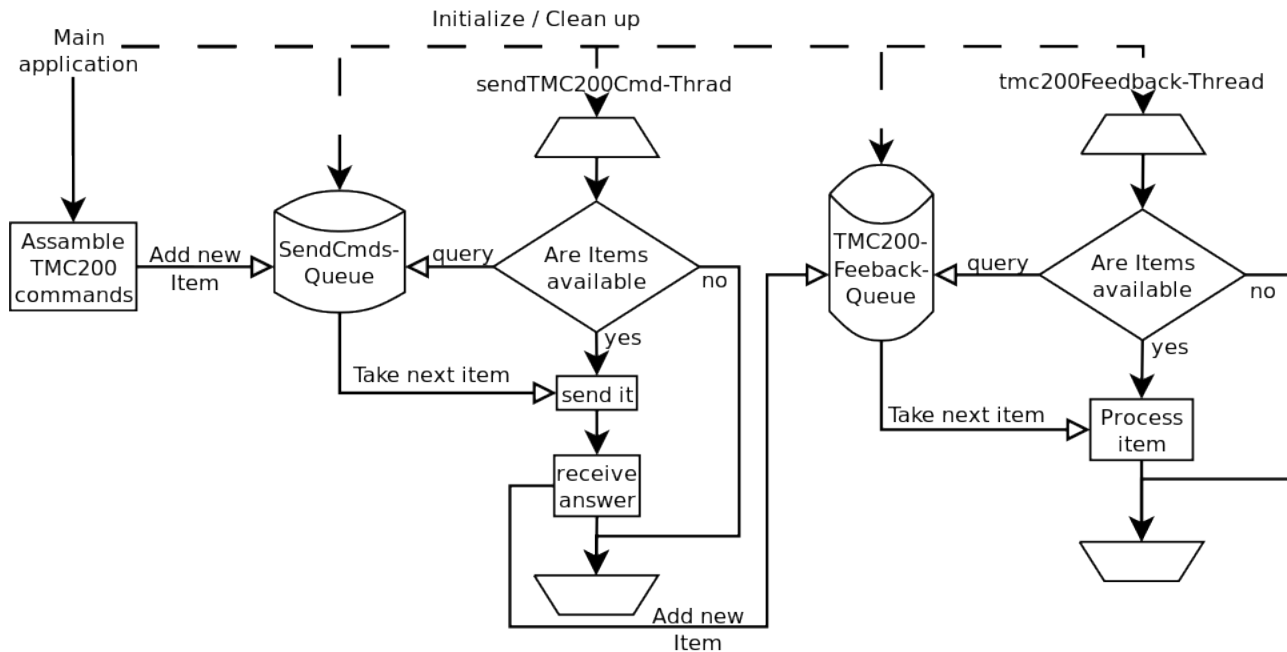 Initialize / Clean up
Main
application
sendTMC200Cmd-Thrad
tmc200Feedback-Thread
Assamble
TMC200
commands
Add new
Item
SendCmds-
Queue
query
Are Items
available
no
yes
Take next item
send it
receive
answer
Add new
Item
TMC200-
Feeback-
Queue
query
Are Items
available
no
yes
Take next item
Process
item